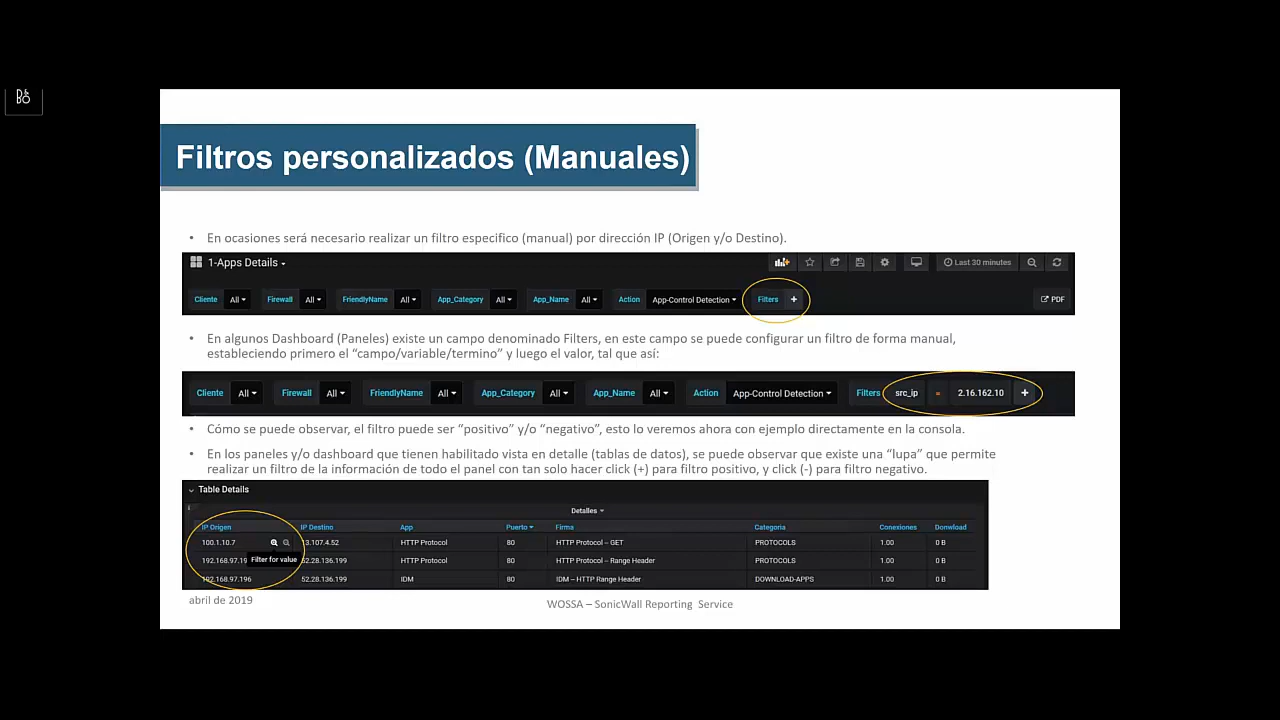 D&
BO
Filtros personalizados (Manuales)
• En ocasiones será necesario realizar un filtro especifico (manual) por dirección IP (Origen y/o Destino).
1-Apps Details
Last 30 minutes
Cliente All Firewall All FriendlyName All App_Category All App_Name All Action App-Control Detection Filters + PDF
• En algunos Dashboard (Paneles) existe un campo denominado Filters, en este campo se puede configurar un filtro de forma manual,
estableciendo primero el “campo/variable/termino” y luego el valor, tal que así:
Cliente All Firewall All FriendlyName All App_Category All App_Name All Action App-Control Detection Filters src_ip = 2.16.162.10 +
• Cómo se puede observar, el filtro puede ser “positivo” y/o “negativo”, esto lo veremos ahora con ejemplo directamente en la consola.
• En los paneles y/o dashboard que tienen habilitado vista en detalle (tablas de datos), se puede observar que existe una “lupa” que permite
realizar un filtro de la información de todo el panel con tan solo hacer click (+) para filtro positivo, y click (-) para filtro negativo.
Table Details
Detalles
IP Origen IP Destino App Puerto Firma Categoria Conexiones Donwload
100.1.10.7 13.107.4.52 HTTP Protocol 80 HTTP Protocol – GET PROTOCOLS 1.00 0 B
192.168.97.19 Filter for value 52.28.136.199 HTTP Protocol 80 HTTP Protocol – Range Header PROTOCOLS 1.00 0 B
192.168.97.196 52.28.136.199 IDM 80 IDM – HTTP Range Header DOWNLOAD-APPS 1.00 0 B
abril de 2019
WOSSA – SonicWall Reporting Service